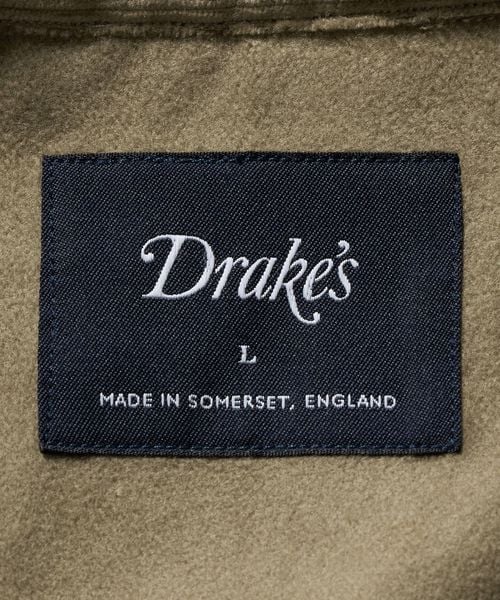 Drake's
L
MADE IN SOMERSET, ENGLAND